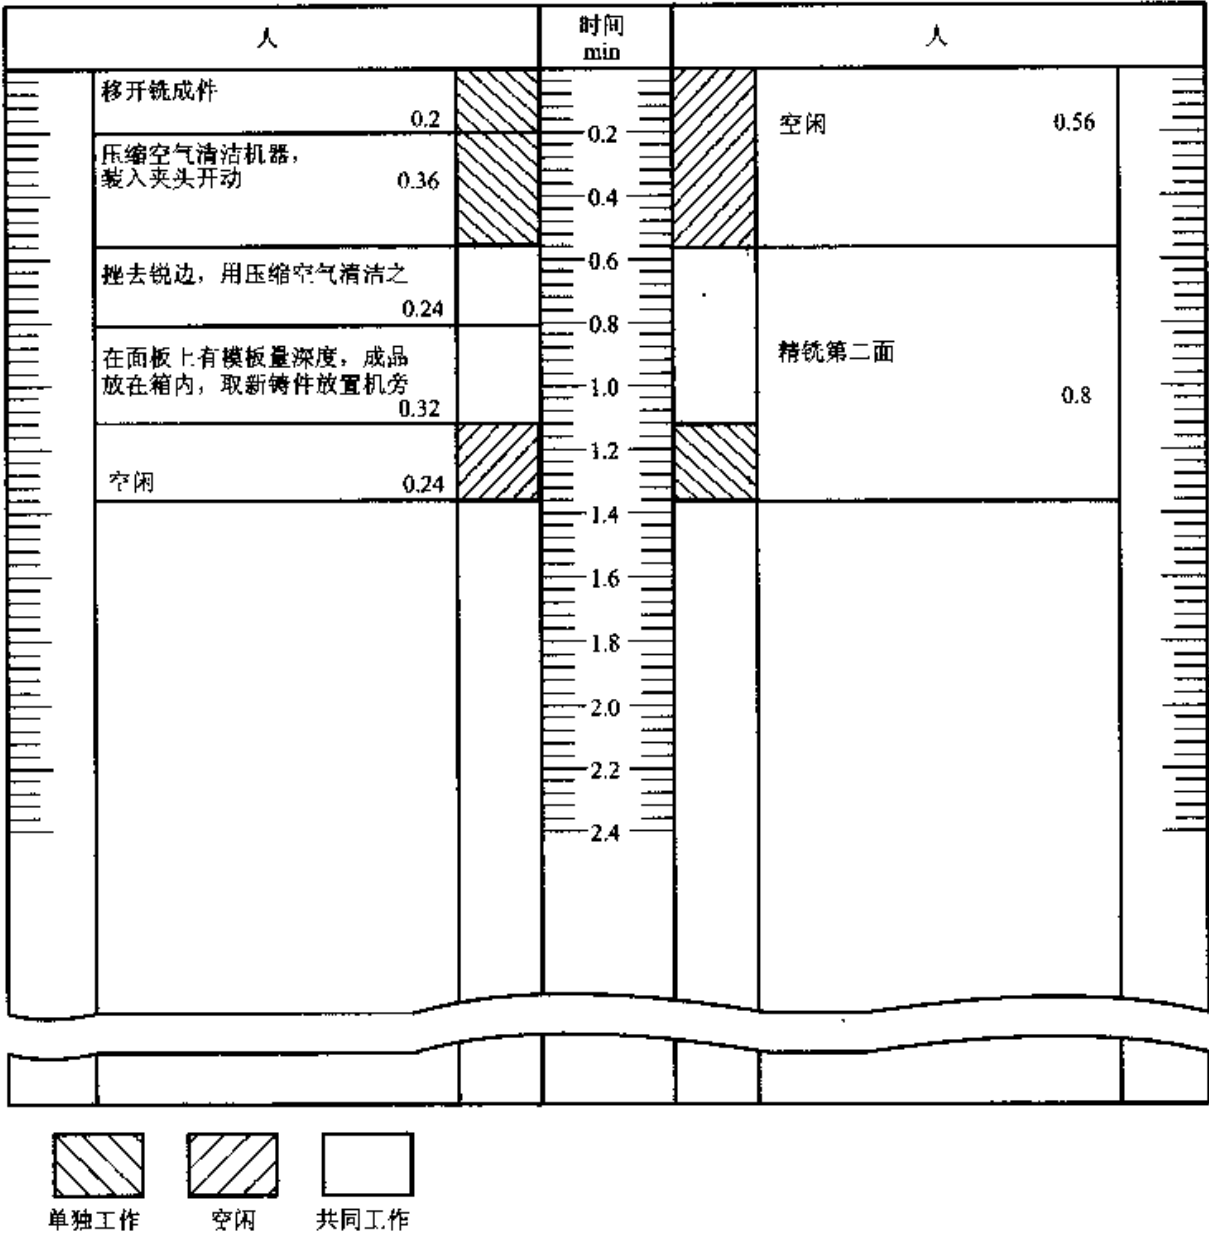 人
时间
min
人
移开铣成件
0.2
压缩空气清洁机器，
装入夹头开动
0.36
挫去锐边，用压缩空气清洁之
0.24
在面板上有模板量深度，成品
放在箱内，取新铸件放置机旁
0.32
空闲
0.24
0.2
0.4
0.6
0.8
1.0
1.2
1.4
1.6
1.8
2.0
2.2
2.4
空闲
0.56
精铣第二面
0.8
单独工作
空闲
共同工作